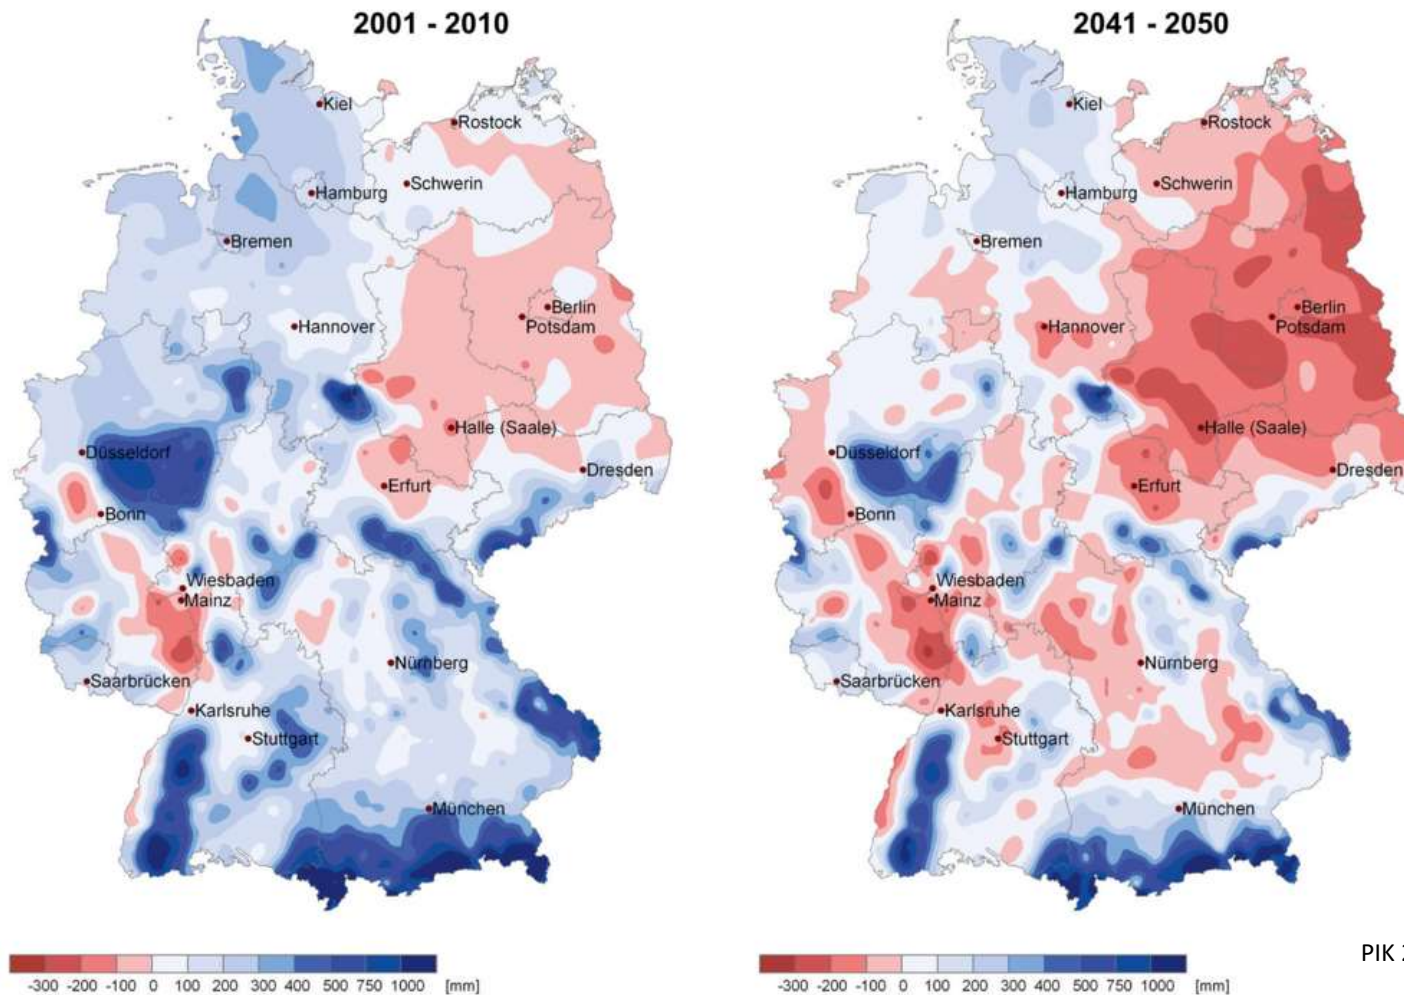 2001 - 2010
Kiel
Rostock
Hamburg
Schwerin
Bremen
Berlin
Hannover
Potsdam
Halle (Saale)
Düsseldorf
Dresden
Erfurt
Bonn
Wiesbaden
Mainz
Nürnberg
Saarbrücken
Karlsruhe
Stuttgart
München
-300 -200 -100 0 100 200 300 400 500 750 1000 [mm]
2041 - 2050
Kiel
Rostock
Hamburg
Schwerin
Bremen
Berlin
Hannover
Potsdam
Halle (Saale)
Düsseldorf
Dresden
Erfurt
Bonn
Wiesbaden
Mainz
Nürnberg
Saarbrücken
Karlsruhe
Stuttgart
München
-300 -200 -100 0 100 200 300 400 500 750 1000 [mm]
PIK